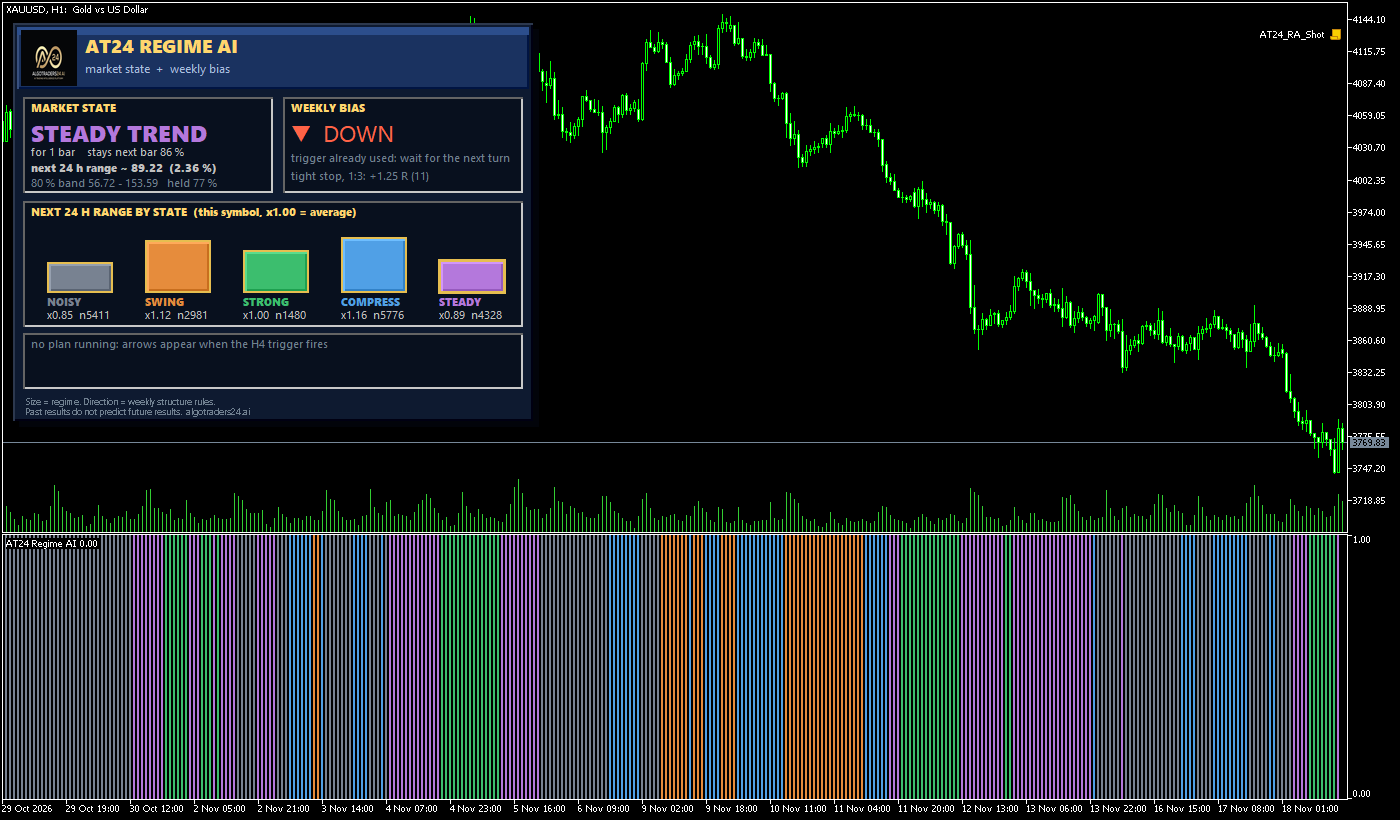 XAUUSD, H1: Gold vs US Dollar
AT24_RA_Shot
24
ALGOTRADERS24.AI
AT24 REGIME AI
market state + weekly bias
MARKET STATE
STEADY TREND
for 1 bar stays next bar 86 %
next 24 h range ~ 89.22 (2.36 %)
80 % band 56.72 - 153.59 held 77 %
WEEKLY BIAS
▼ DOWN
trigger already used: wait for the next turn
tight stop, 1:3: +1.25 R (11)
NEXT 24 H RANGE BY STATE (this symbol, x1.00 = average)
NOISY SWING STRONG COMPRESS STEADY
x0.85 n5411 x1.12 n2981 x1.00 n1480 x1.16 n5776 x0.89 n4328
no plan running: arrows appear when the H4 trigger fires
Size = regime. Direction = weekly structure rules.
Past results do not predict future results. algotraders24.ai
4144.10
4115.75
4087.40
4059.05
4030.70
4002.35
3974.00
3945.65
3917.30
3888.95
3860.60
3832.25
3803.90
3769.83
3747.20
3718.85
AT24 Regime AI 0.00
1.00
0.00
29 Oct 2026 29 Oct 19:00 30 Oct 12:00 2 Nov 05:00 2 Nov 21:00 3 Nov 14:00 4 Nov 07:00 4 Nov 23:00 5 Nov 16:00 6 Nov 09:00 9 Nov 02:00 9 Nov 18:00 10 Nov 11:00 11 Nov 04:00 11 Nov 20:00 12 Nov 13:00 13 Nov 06:00 13 Nov 22:00 16 Nov 15:00 17 Nov 08:00 18 Nov 01:00